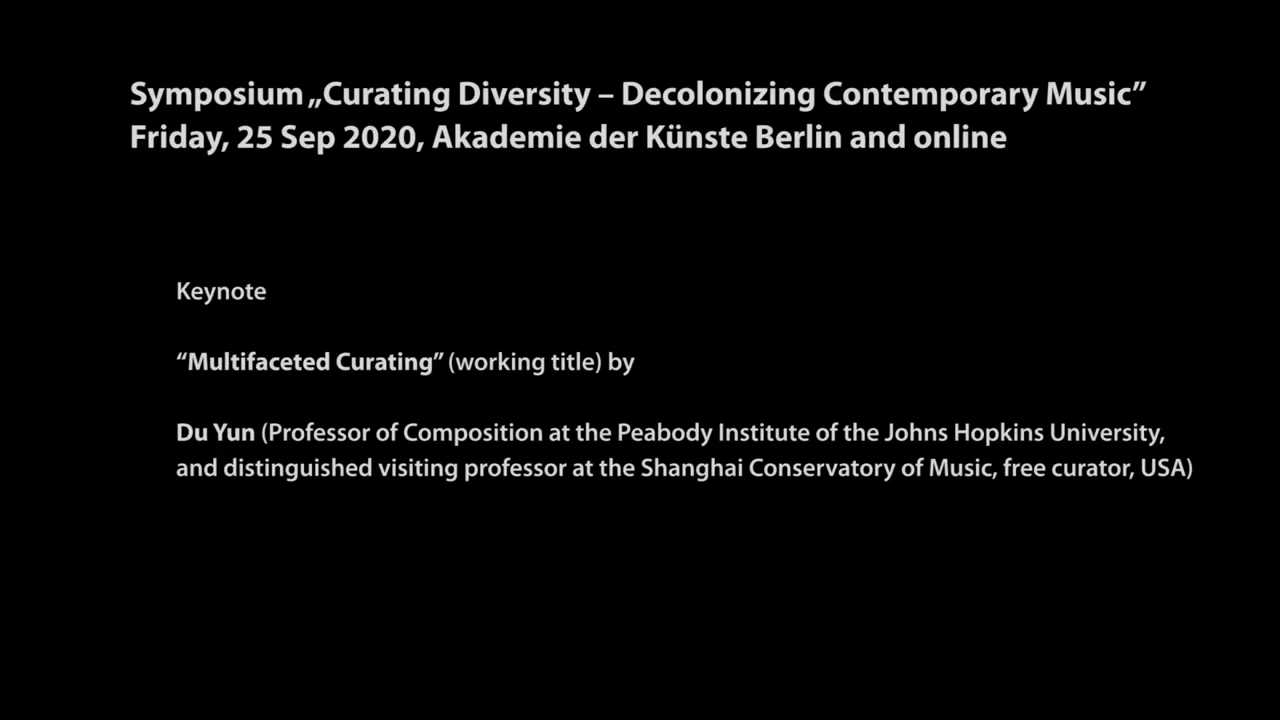 Symposium „Curating Diversity – Decolonizing Contemporary Music”
Friday, 25 Sep 2020, Akademie der Künste Berlin and online
Keynote
“Multifaceted Curating” (working title) by
Du Yun (Professor of Composition at the Peabody Institute of the Johns Hopkins University,
and distinguished visiting professor at the Shanghai Conservatory of Music, free curator, USA)